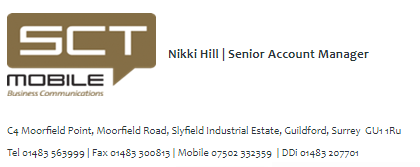 SCT
MOBILE
Business Communications
Nikki Hill | Senior Account Manager
C4 Moorfield Point, Moorfield Road, Slyfield Industrial Estate, Guildford, Surrey GU1 1Ru
Tel 01483 563999 | Fax 01483 300813 | Mobile 07502 332359 | DDi 01483 207701